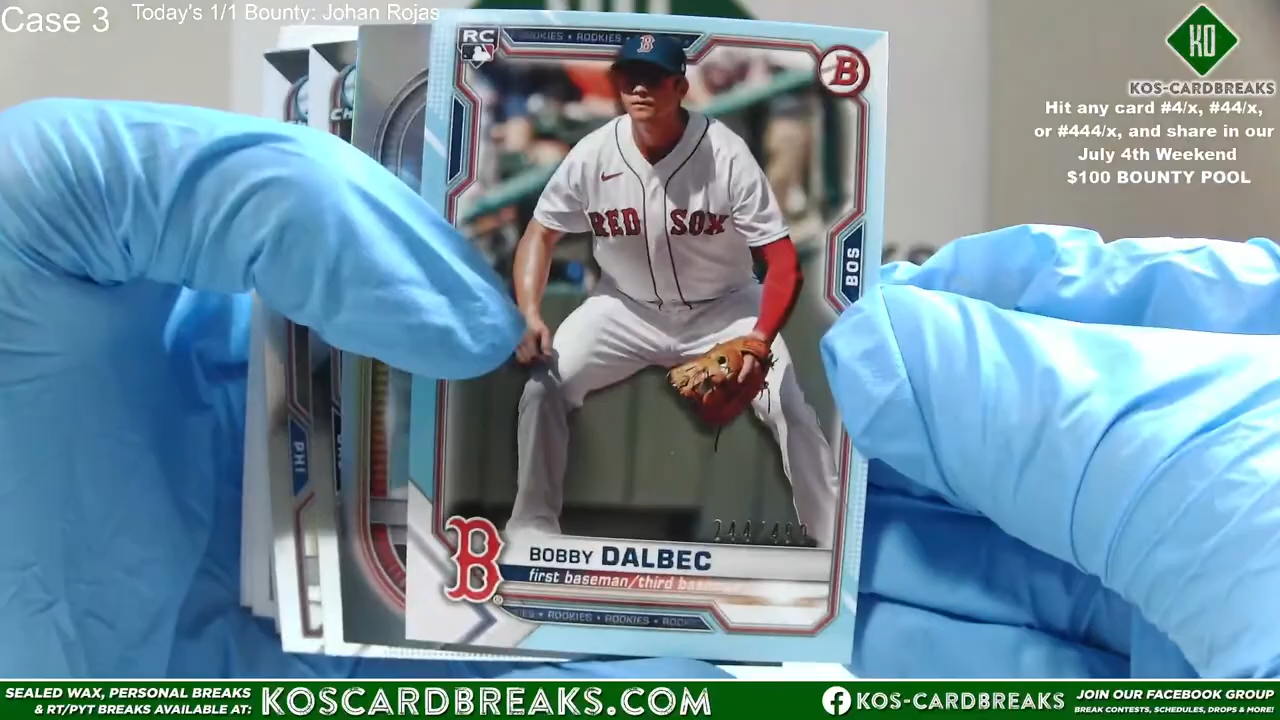 Case 3
Today's 1/1 Bounty: Johan Rojas
KO
KOS-CARDBREAKS
Hit any card #4/x, #44/x,
or #444/x, and share in our
July 4th Weekend
$100 BOUNTY POOL
RC
ROOKIES • ROOKIES •
B
B
RED SOX
BOS
PHI
B
BOBBY DALBEC
first baseman/third
• ROOKIES • ROOKIES •
SEALED WAX, PERSONAL BREAKS
& RT/PYT BREAKS AVAILABLE AT:
KOSCARDBREAKS.COM
f KOS-CARDBREAKS
JOIN OUR FACEBOOK GROUP
BREAK CONTESTS, SCHEDULES, DROPS & MORE!